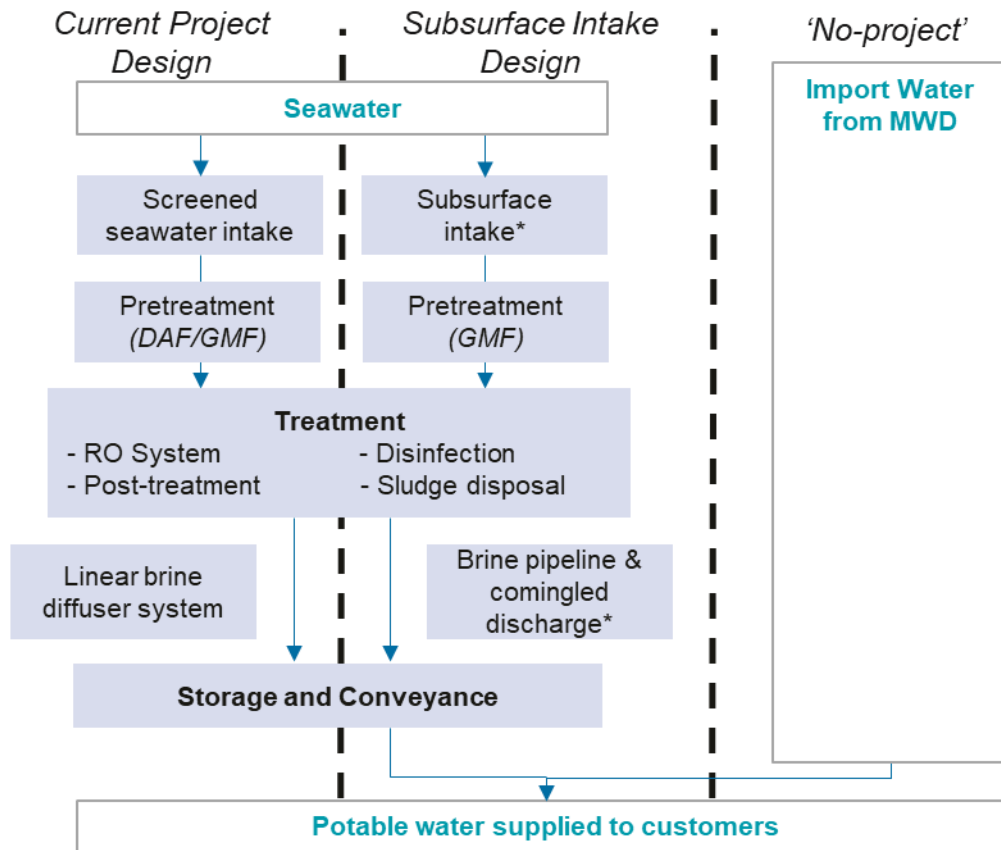 Current Project
Design
Subsurface Intake
Design
'No-project'
Seawater
Import Water
from MWD
Screened
seawater intake
Subsurface
intake*
Pretreatment
(DAF/GMF)
Pretreatment
(GMF)
Treatment
- RO System
- Post-treatment
- Disinfection
- Sludge disposal
Linear brine
diffuser system
Brine pipeline &
comingled
discharge*
Storage and Conveyance
Potable water supplied to customers